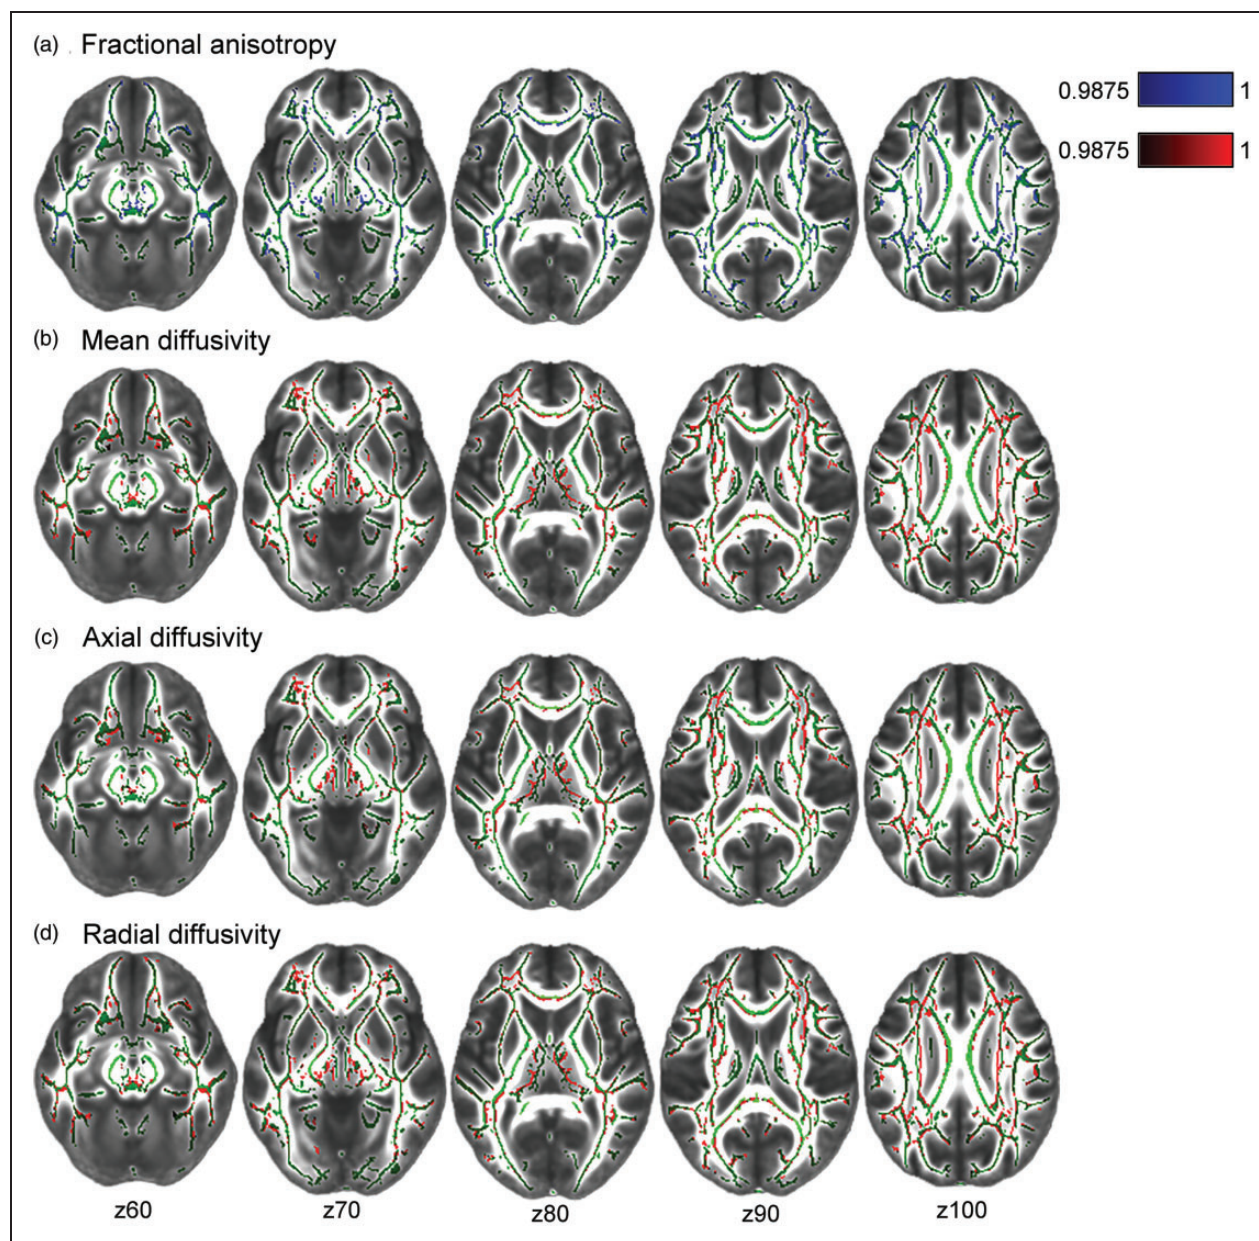 (a) Fractional anisotropy
0.9875 1
0.9875 1
(b) Mean diffusivity
(c) Axial diffusivity
(d) Radial diffusivity
z60 z70 z80 z90 z100